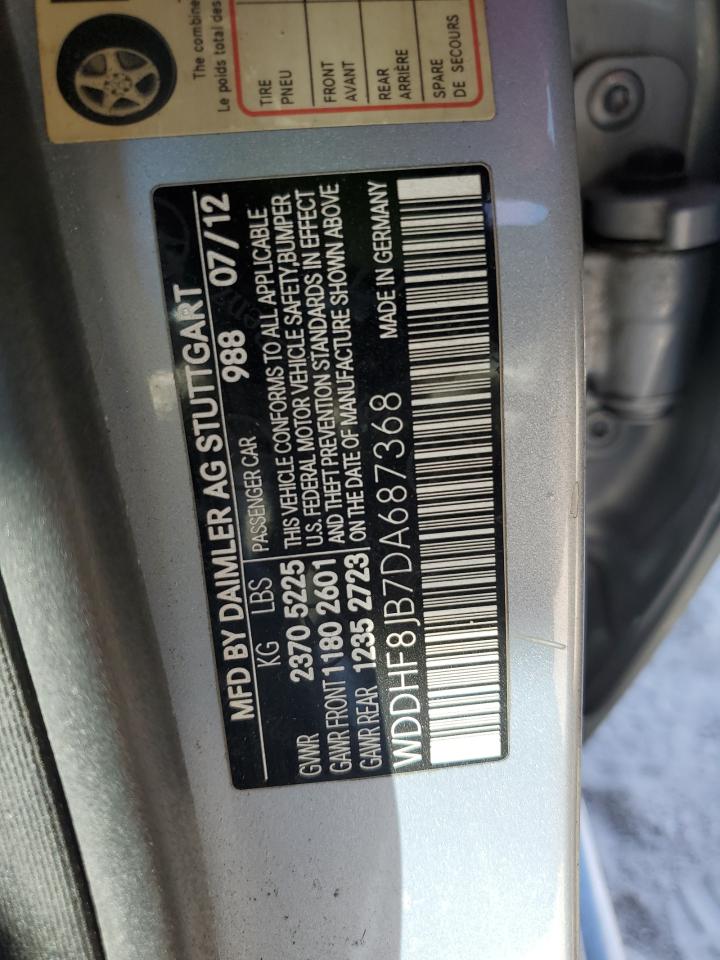 The combine
Le poids total des
TIRE
PNEU
FRONT
AVANT
REAR
ARRIÈRE
SPARE
DE SECOURS
MFD BY DAIMLER AG STUTTGART
988 07/12
KG LBS PASSENGER CAR
GVWR 2370 5225
GAWR FRONT 1180 2601
GAWR REAR 1235 2723
THIS VEHICLE CONFORMS TO ALL APPLICABLE
U.S. FEDERAL MOTOR VEHICLE SAFETY,BUMPER
AND THEFT PREVENTION STANDARDS IN EFFECT
ON THE DATE OF MANUFACTURE SHOWN ABOVE
WDDHF8JB7DA687368 MADE IN GERMANY